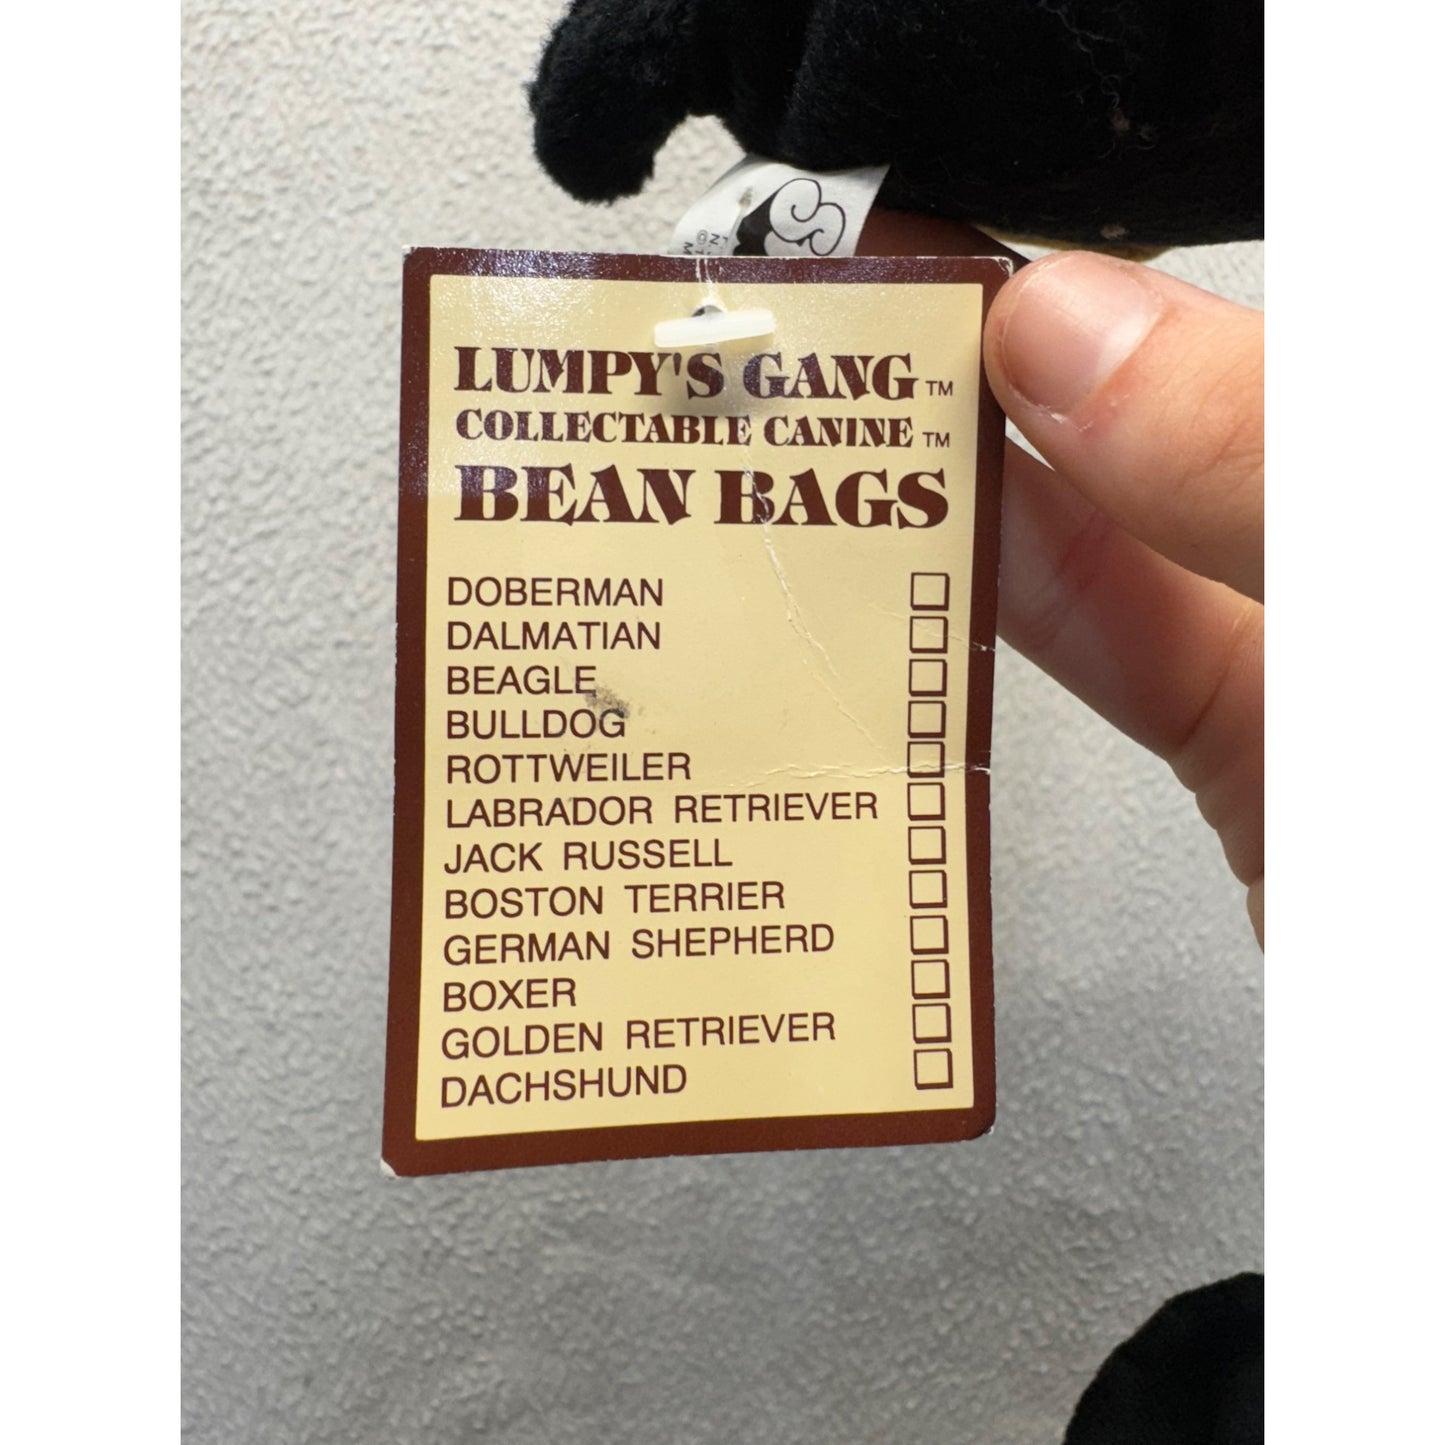 LUMPY'S GANG™
COLLECTABLE CANINE™
BEAN BAGS
DOBERMAN
DALMATIAN
BEAGLE
BULLDOG
ROTTWEILER
LABRADOR RETRIEVER
JACK RUSSELL
BOSTON TERRIER
GERMAN SHEPHERD
BOXER
GOLDEN RETRIEVER
DACHSHUND